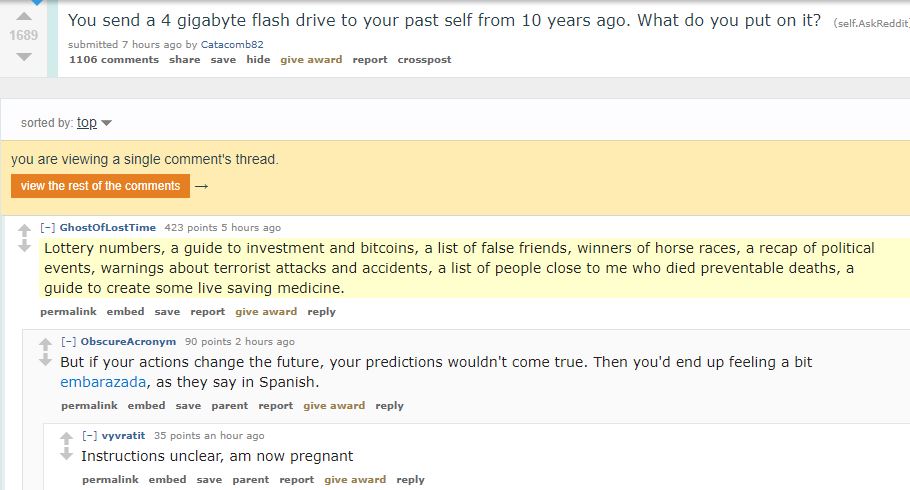 You send a 4 gigabyte flash drive to your past self from 10 years ago. What do you put on it? (self.AskReddit)
1689
submitted 7 hours ago by Catacomb82
1106 comments share save hide give award report crosspost
sorted by: top
you are viewing a single comment's thread.
view the rest of the comments →
[–] GhostOfLostTime 423 points 5 hours ago
Lottery numbers, a guide to investment and bitcoins, a list of false friends, winners of horse races, a recap of political
events, warnings about terrorist attacks and accidents, a list of people close to me who died preventable deaths, a
guide to create some live saving medicine.
permalink embed save report give award reply
[–] ObscureAcronym 90 points 2 hours ago
But if your actions change the future, your predictions wouldn't come true. Then you'd end up feeling a bit
embarazada, as they say in Spanish.
permalink embed save parent report give award reply
[–] vyvratit 35 points an hour ago
Instructions unclear, am now pregnant
permalink embed save parent report give award reply